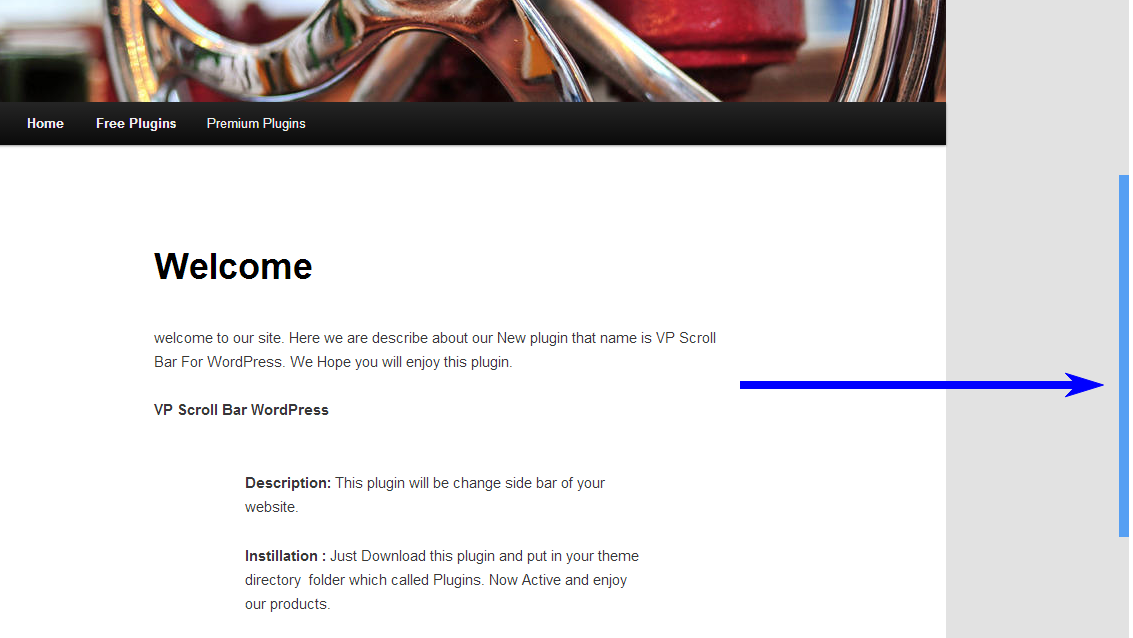 Home Free Plugins Premium Plugins
Welcome
welcome to our site. Here we are describe about our New plugin that name is VP Scroll
Bar For WordPress. We Hope you will enjoy this plugin.
VP Scroll Bar WordPress
Description: This plugin will be change side bar of your
website.
Instillation : Just Download this plugin and put in your theme
directory  folder which called Plugins. Now Active and enjoy
our products.